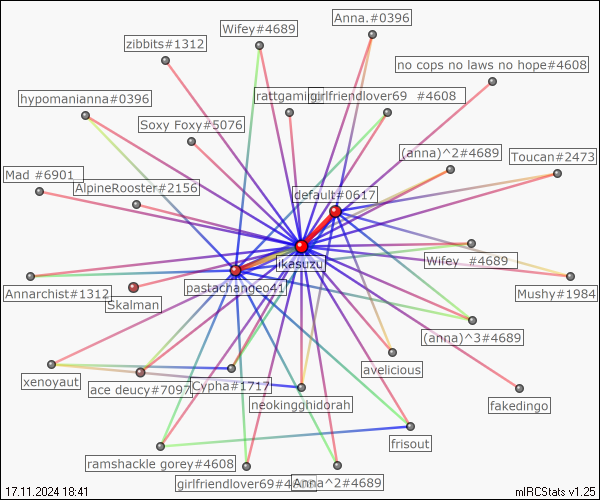 Anna.#0396
Wifey#4689
zibbits#1312
no cops no laws no hope#4608
hypomanianna#0396
girlfriendlover69 #4608
Soxy Foxy#5076
(anna)^2#4689
Toucan#2473
Mad #6901
AlpineRooster#2156
default#0617
Wifey #4689
ikasuzu
pastachangeo41
Annarchist#1312
Skalman
Mushy#1984
(anna)^3#4689
avelicious
xenoyaut
ace deucy#7097
Cypha#1717
neokingghidorah
fakedingo
frisout
ramshackle gorey#4608
girlfriendlover69#4608
Anna^2#4689
17.11.2024 18:41
mIRCStats v1.25